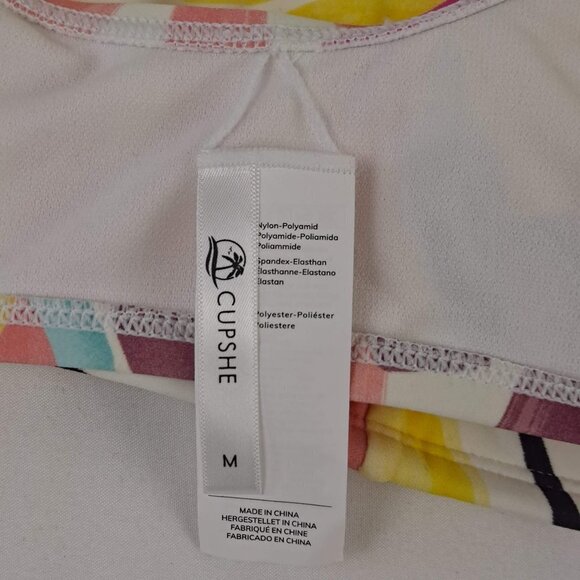 CUPSHE
M
Nylon-Polyamid
Polyamide-Poliamida
Poliammide
Spandex-Elasthan
Élasthanne-Elastano
Elastan
Polyester-Poliéster
Poliestere
MADE IN CHINA
HERGESTELLET IN CHINA
FABRIQUÉ EN CHINE
FABRICADO EN CHINA